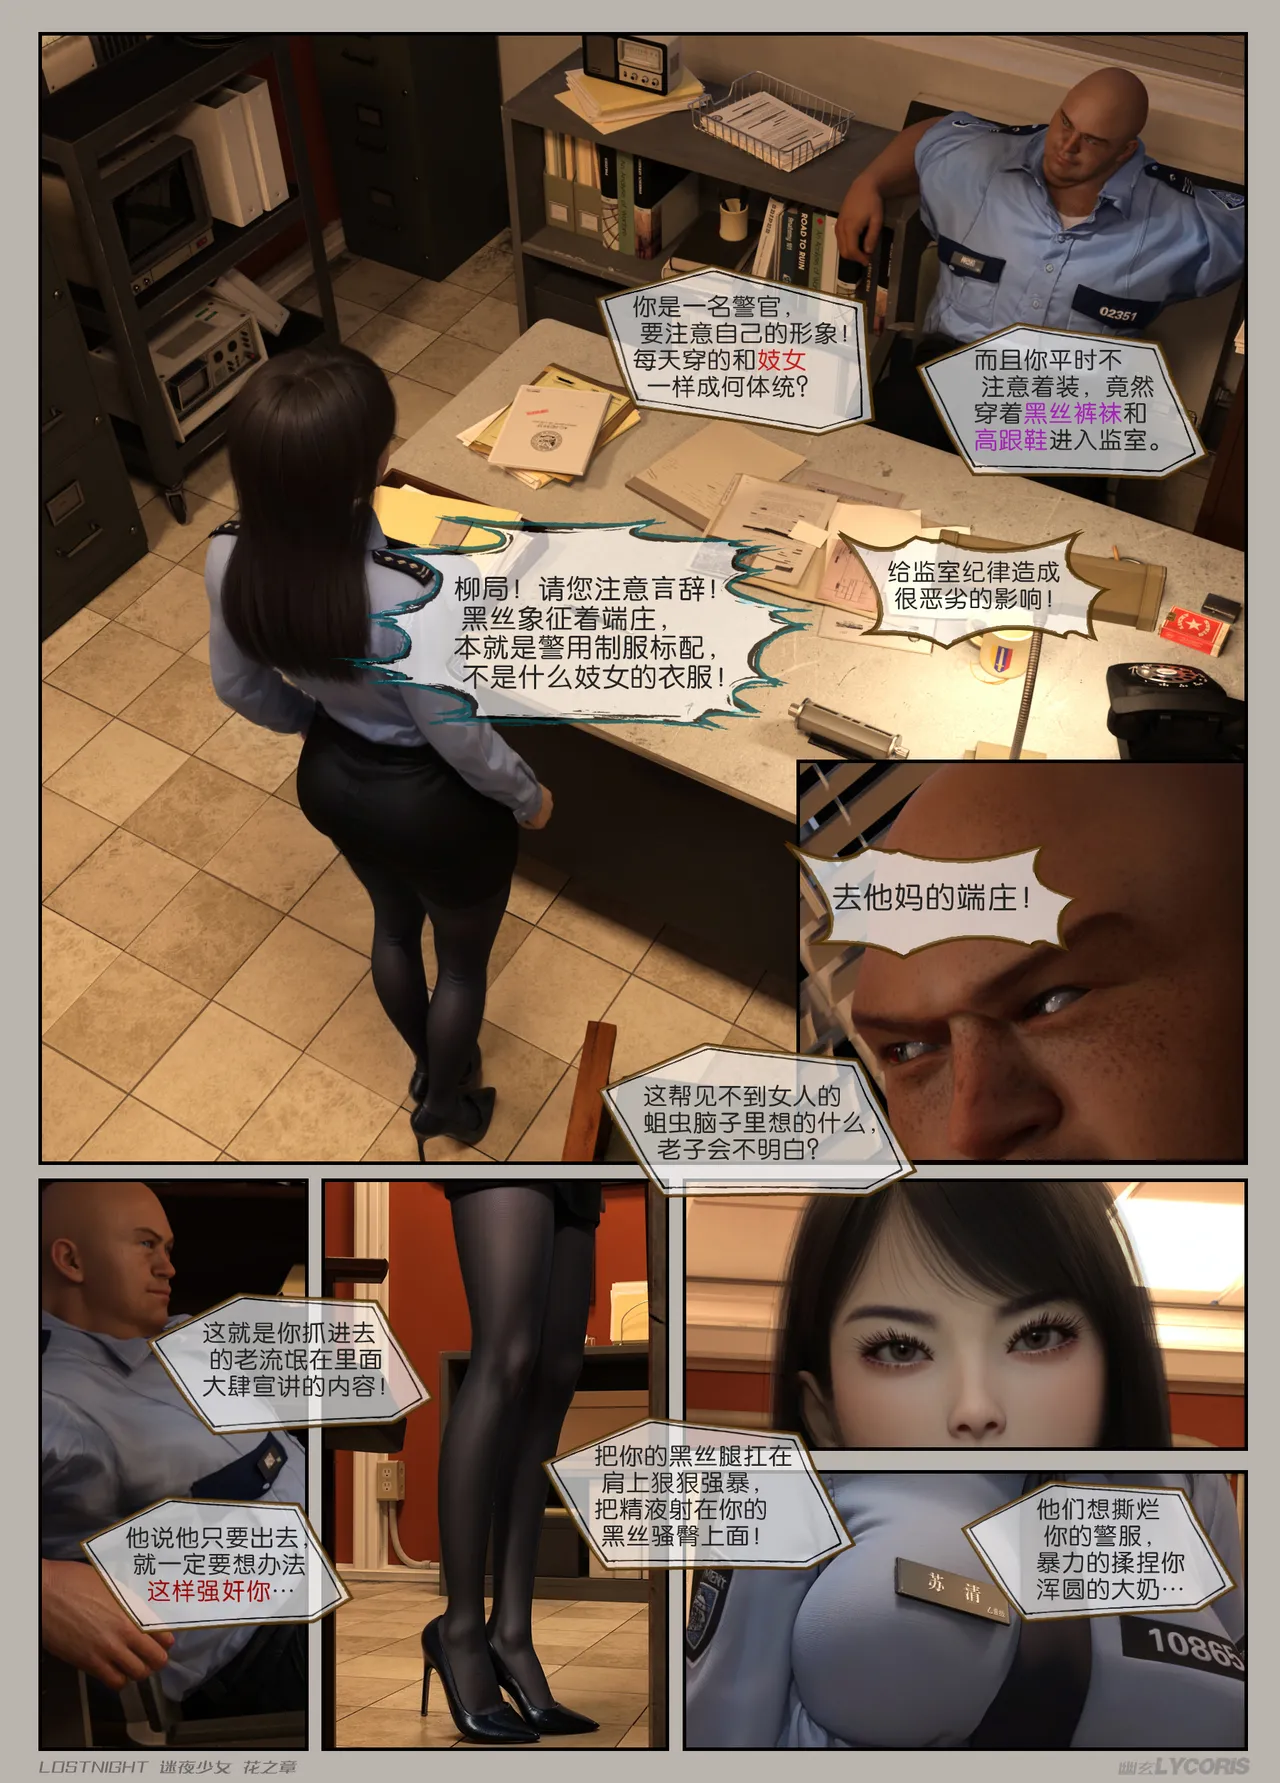 你是一名警官，
要注意自己的形象！
每天穿的和妓女
一样成何体统？
而且你平时不
注意着装，竟然
穿着黑丝裤袜和
高跟鞋进入监室。
给监室纪律造成
很恶劣的影响！
柳局！请您注意言辞！
黑丝象征着端庄，
本就是警用制服标配，
不是什么妓女的衣服！
02351
ROAD TO RUIN
去他妈的端庄！
这帮见不到女人的
蛆虫脑子里想的什么，
老子会不明白？
这就是你抓进去
的老流氓在里面
大肆宣讲的内容！
他说他只要出去，
就一定要想办法
这样强奸你…
把你的黑丝腿扛在
肩上狠狠强暴，
把精液射在你的
黑丝骚臀上面！
他们想撕烂
你的警服，
暴力的揉捏你
浑圆的大奶…
苏清
10865
LOSTNIGHT 迷夜少女 花之章
幽玄LYCORIS